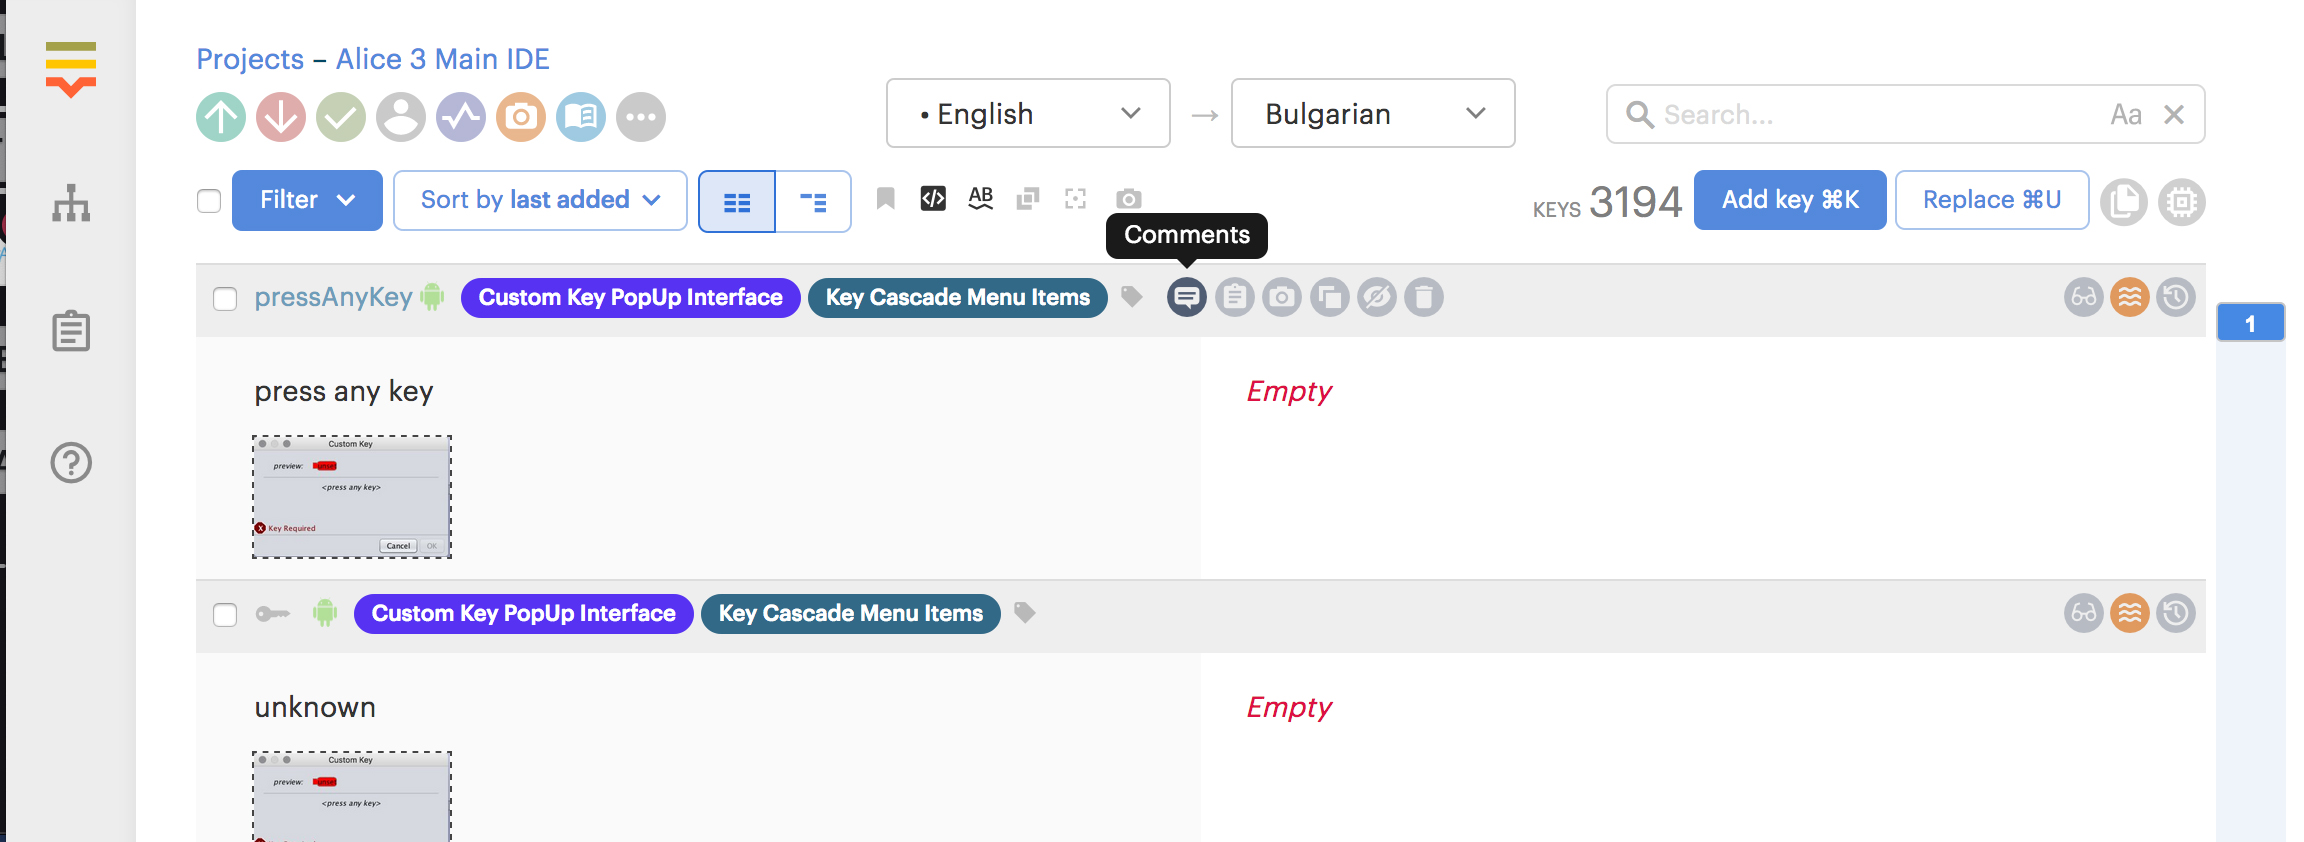 Projects – Alice 3 Main IDE
• English → Bulgarian
Search... Aa
Filter Sort by last added AB KEYS 3194 Add key ⌘K Replace ⌘U
Comments
pressAnyKey Custom Key PopUp Interface Key Cascade Menu Items
1
press any key Empty
Custom Key
preview: unset
<press any key>
X Key Required
Cancel OK
Custom Key PopUp Interface Key Cascade Menu Items
unknown Empty
Custom Key
preview: unset
<press any key>